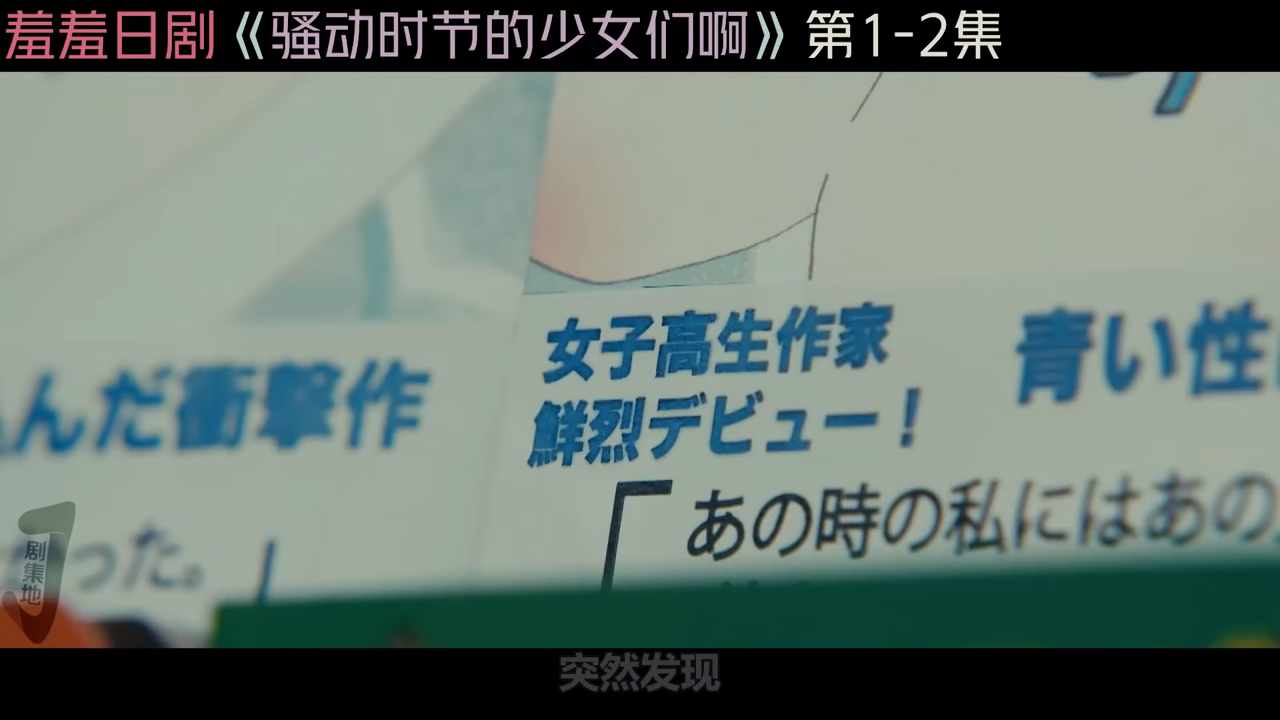 羞羞日剧《骚动时节的少女们啊》第1-2集
んだ衝撃作
女子高生作家
鮮烈デビュー！
青い性
「あの時の私にはあの
った。
剧集地
突然发现